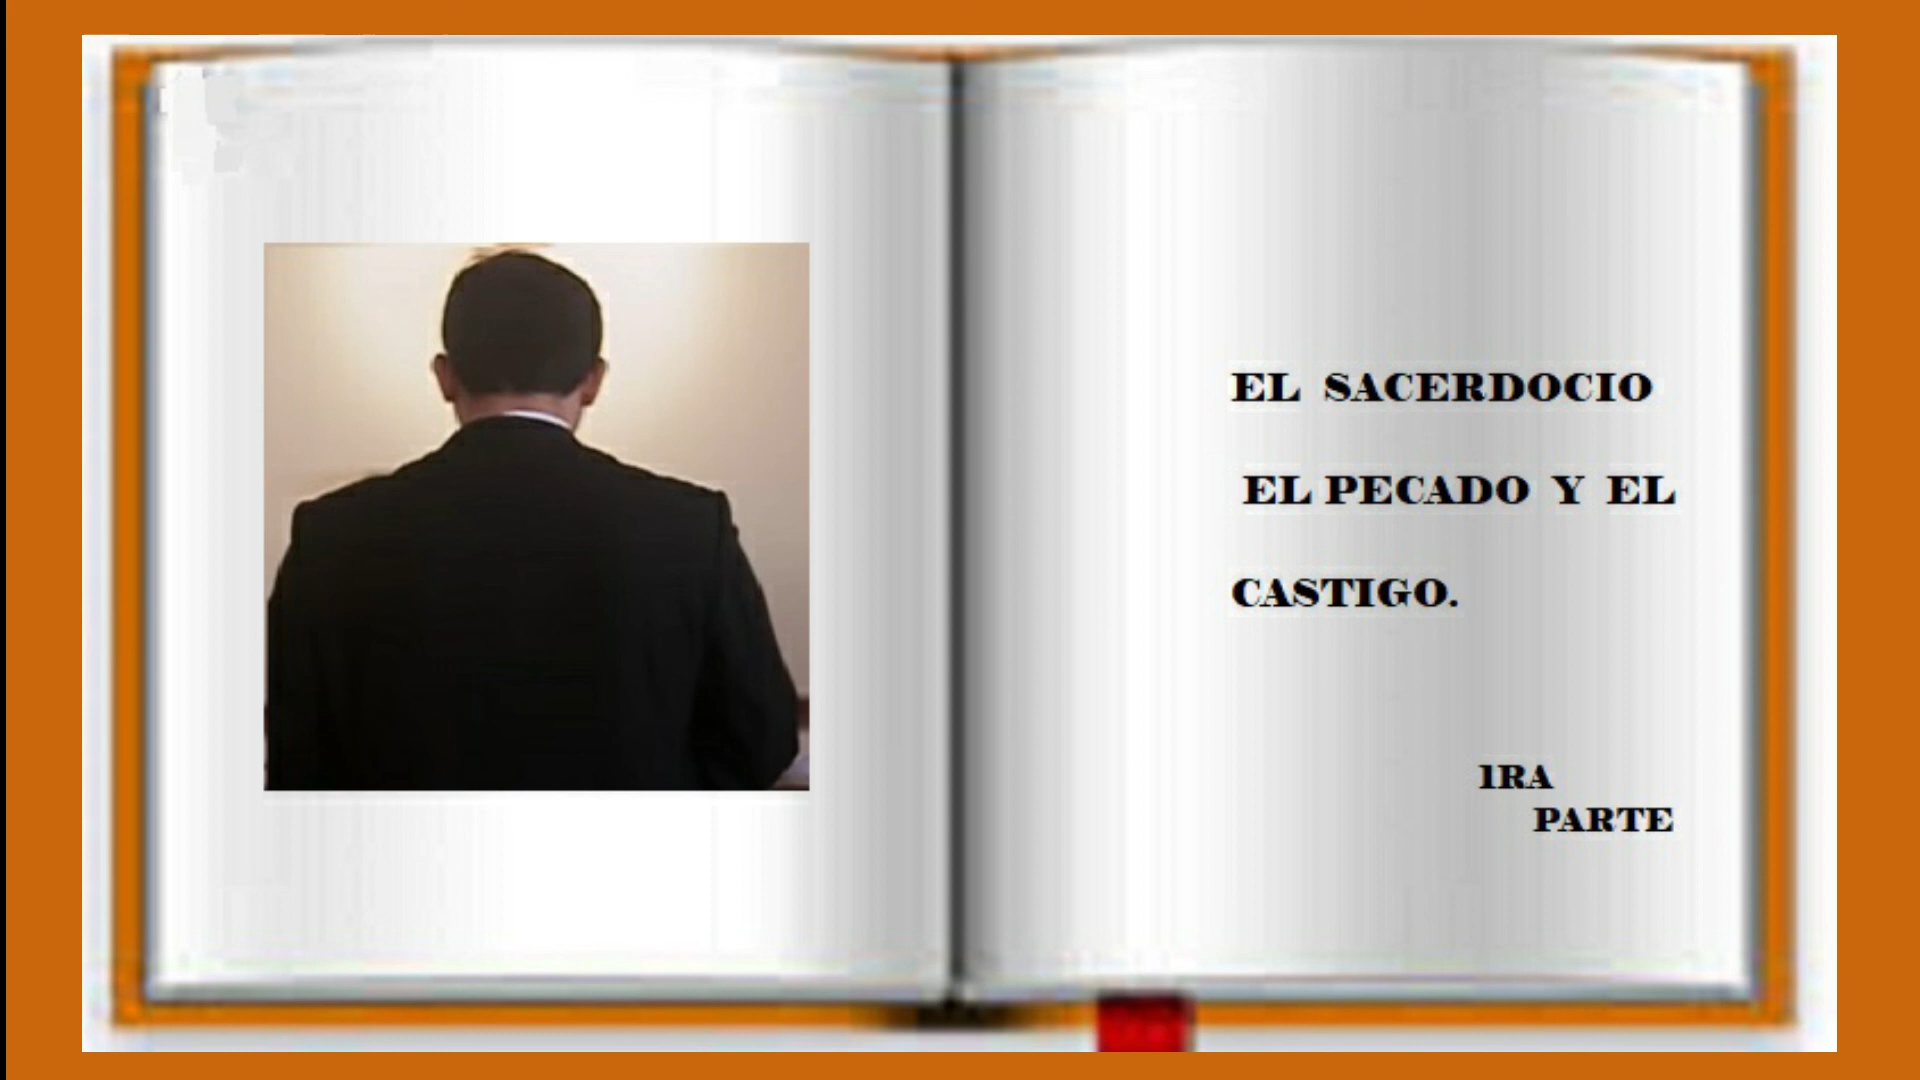 EL SACERDOCIO
EL PECADO Y EL
CASTIGO.
1RA
PARTE